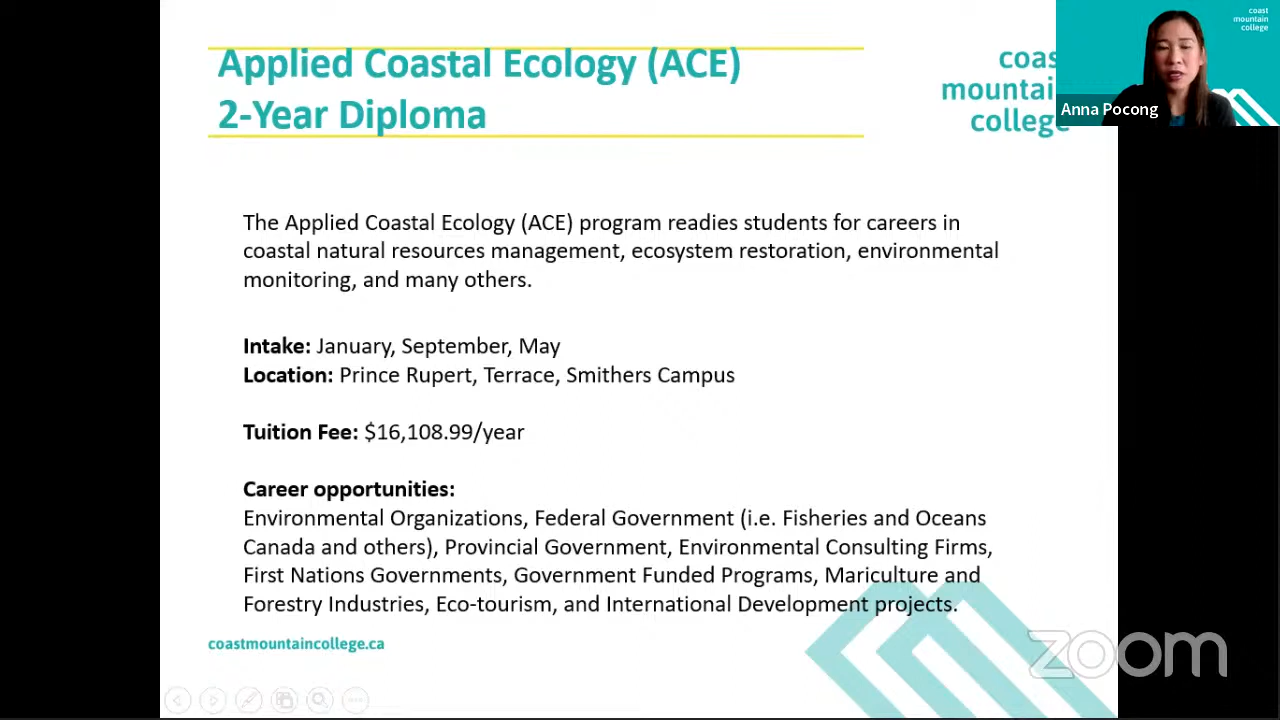 Applied Coastal Ecology (ACE)
2-Year Diploma
coas
mountai
college
coast
mountain
college
Anna Pocong
The Applied Coastal Ecology (ACE) program readies students for careers in
coastal natural resources management, ecosystem restoration, environmental
monitoring, and many others.
Intake: January, September, May
Location: Prince Rupert, Terrace, Smithers Campus
Tuition Fee: $16,108.99/year
Career opportunities:
Environmental Organizations, Federal Government (i.e. Fisheries and Oceans
Canada and others), Provincial Government, Environmental Consulting Firms,
First Nations Governments, Government Funded Programs, Mariculture and
Forestry Industries, Eco-tourism, and International Development projects.
coastmountaincollege.ca
zoom